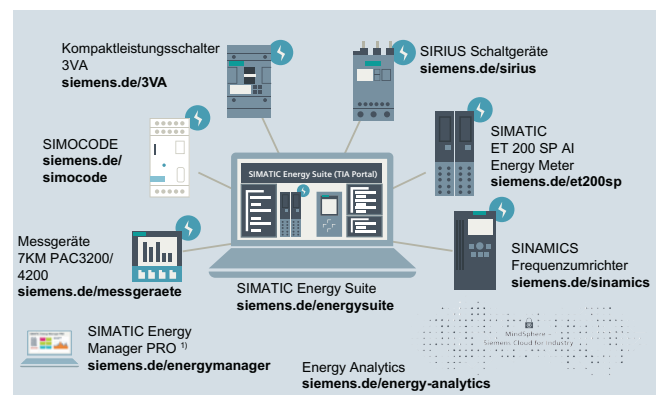 Kompaktleistungsschalter
3VA
siemens.de/3VA
SIRIUS Schaltgeräte
siemens.de/sirius
SIMOCODE
siemens.de/
simocode
SIMATIC
ET 200 SP AI
Energy Meter
siemens.de/et200sp
SIMATIC Energy Suite (TIA Portal)
Messgeräte
7KM PAC3200/
4200
siemens.de/messgeraete
SINAMICS
Frequenzumrichter
siemens.de/sinamics
SIMATIC Energy Suite
siemens.de/energysuite
MindSphere –
Siemens Cloud for Industry
SIMATIC Energy
Manager PRO 1)
siemens.de/energymanager
Energy Analytics
siemens.de/energy-analytics